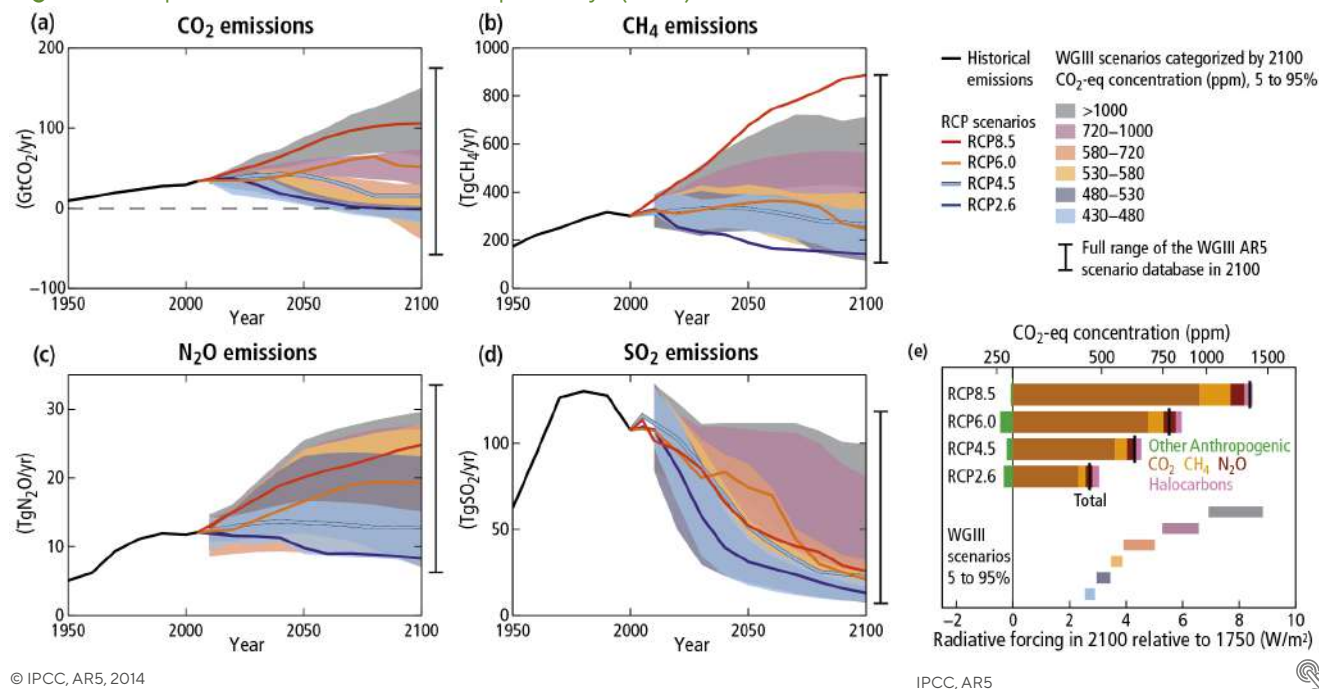 (a) CO2 emissions
200
100
0
−100
(GtCO2/yr)
1950 2000 2050 2100
Year
(b) CH4 emissions
1000
800
600
400
200
0
(TgCH4/yr)
1950 2000 2050 2100
Year
Historical emissions
RCP scenarios
RCP8.5
RCP6.0
RCP4.5
RCP2.6
WGIII scenarios categorized by 2100
CO2-eq concentration (ppm), 5 to 95%
>1000
720–1000
580–720
530–580
480–530
430–480
Full range of the WGIII AR5
scenario database in 2100
(c) N2O emissions
30
20
10
0
(TgN2O/yr)
1950 2000 2050 2100
Year
(d) SO2 emissions
100
50
0
(TgSO2/yr)
1950 2000 2050 2100
Year
(e)
CO2-eq concentration (ppm)
250 500 750 1000 1500
RCP8.5
RCP6.0
RCP4.5
RCP2.6
Other Anthropogenic
CO2 CH4 N2O
Halocarbons
Total
WGIII
scenarios
5 to 95%
−2 0 2 4 6 8 10
Radiative forcing in 2100 relative to 1750 (W/m2)
© IPCC, AR5, 2014
IPCC, AR5